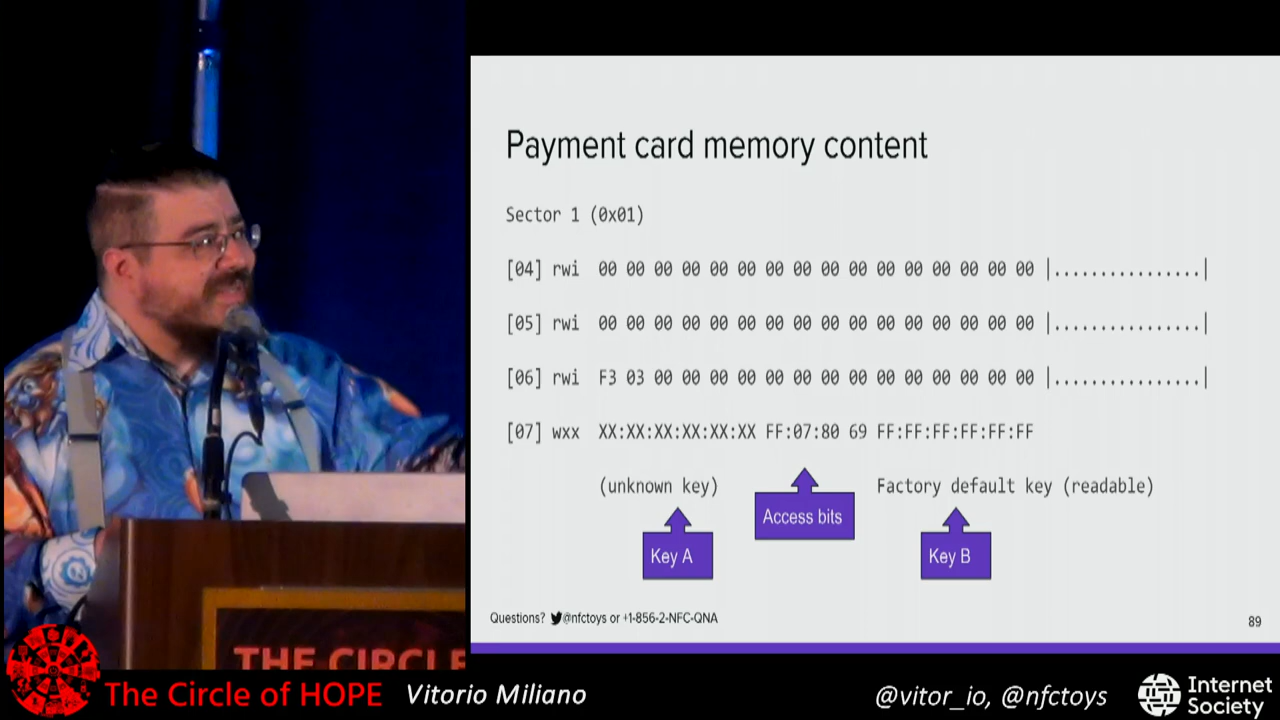 Payment card memory content
Sector 1 (0x01)
[04] rwi 00 00 00 00 00 00 00 00 00 00 00 00 00 00 00 00 |................|
[05] rwi 00 00 00 00 00 00 00 00 00 00 00 00 00 00 00 00 |................|
[06] rwi F3 03 00 00 00 00 00 00 00 00 00 00 00 00 00 00 |................|
[07] wxx XX:XX:XX:XX:XX:XX FF:07:80 69 FF:FF:FF:FF:FF:FF
(unknown key)
Factory default key (readable)
Access bits
Key A
Key B
Questions? @nfctoys or +1-856-2-NFC-QNA
89
THE CIRCLE
The Circle of HOPE
Vitorio Miliano
@vitor_io, @nfctoys
Internet
Society